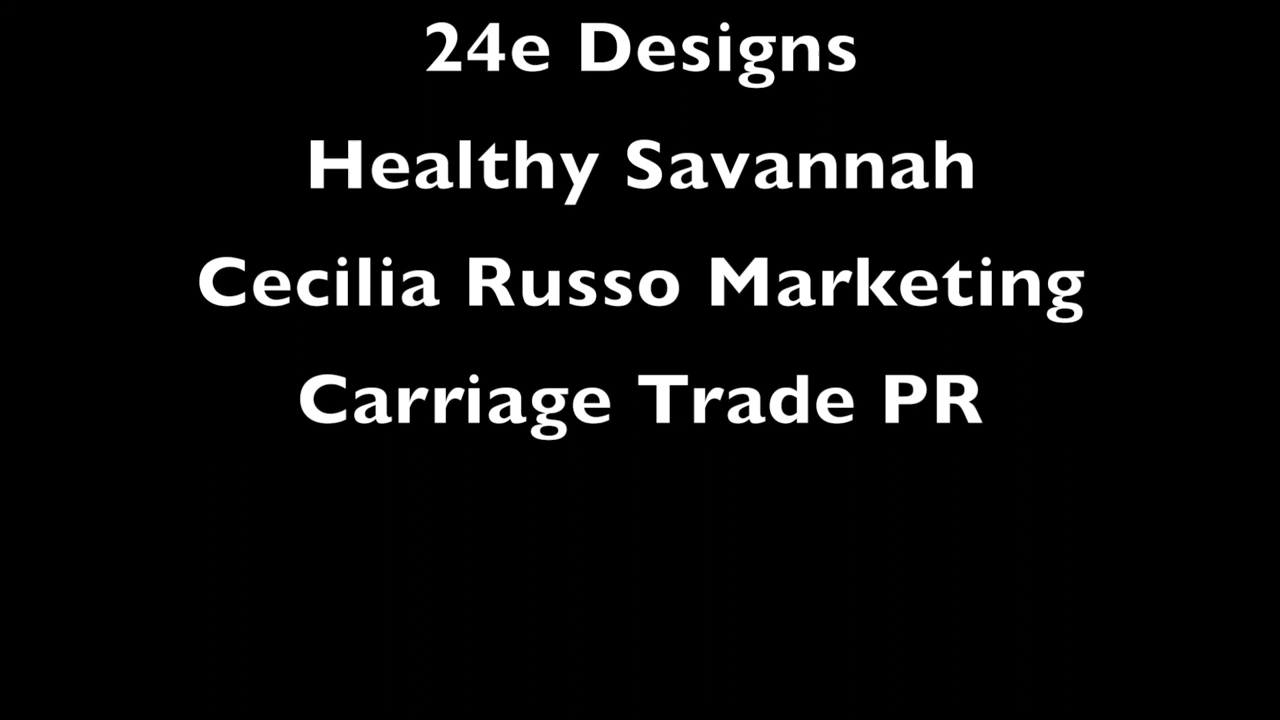 24e Designs
Healthy Savannah
Cecilia Russo Marketing
Carriage Trade PR